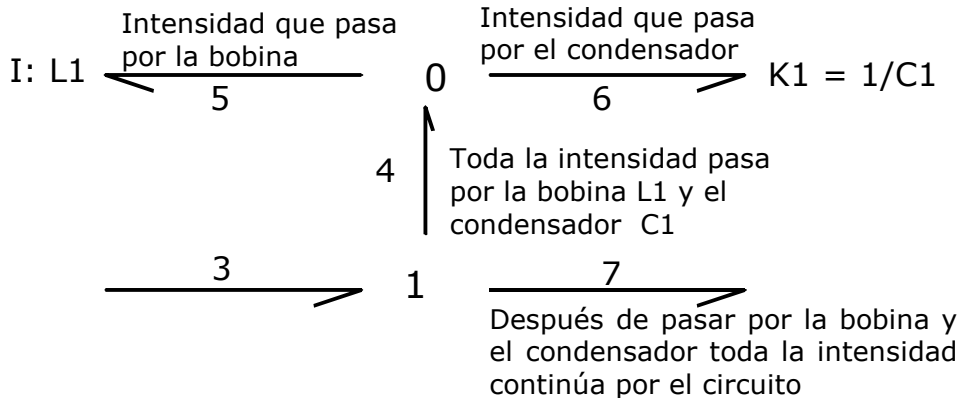 Intensidad que pasa
por la bobina
Intensidad que pasa
por el condensador
I: L1
5
0
6
K1 = 1/C1
4
Toda la intensidad pasa
por la bobina L1 y el
condensador C1
3
1
7
Después de pasar por la bobina y
el condensador toda la intensidad
continúa por el circuito